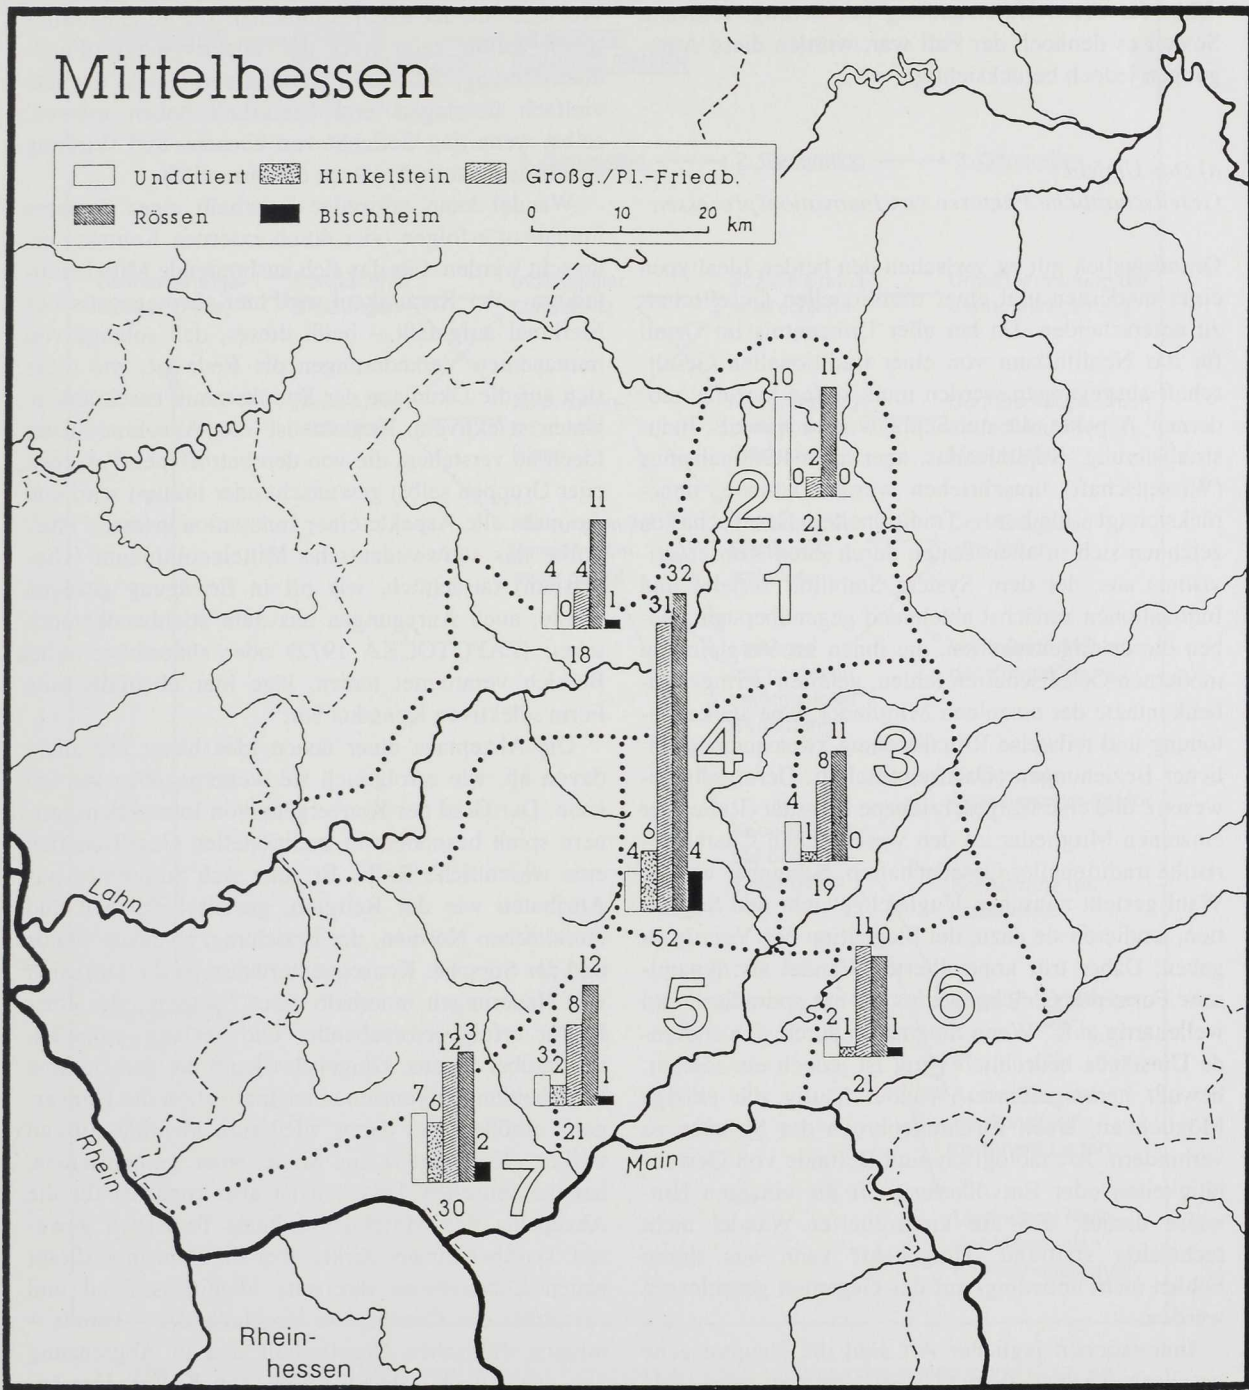 Mittelhessen
Undatiert Hinkelstein Großg./Pl.-Friedb.
Rössen Bischheim
0 10 20 km
10 0 2 11 0
21
2
4 0 4 11 1
18
1
4 6 31 32 4
52
4
4 1 8 11 0
19
3
3 2 8 12 1
21
5
2 1 11 10 1
21
6
7 6 12 13 2
30
7
Lahn
Rhein
Main
Rhein-
hessen